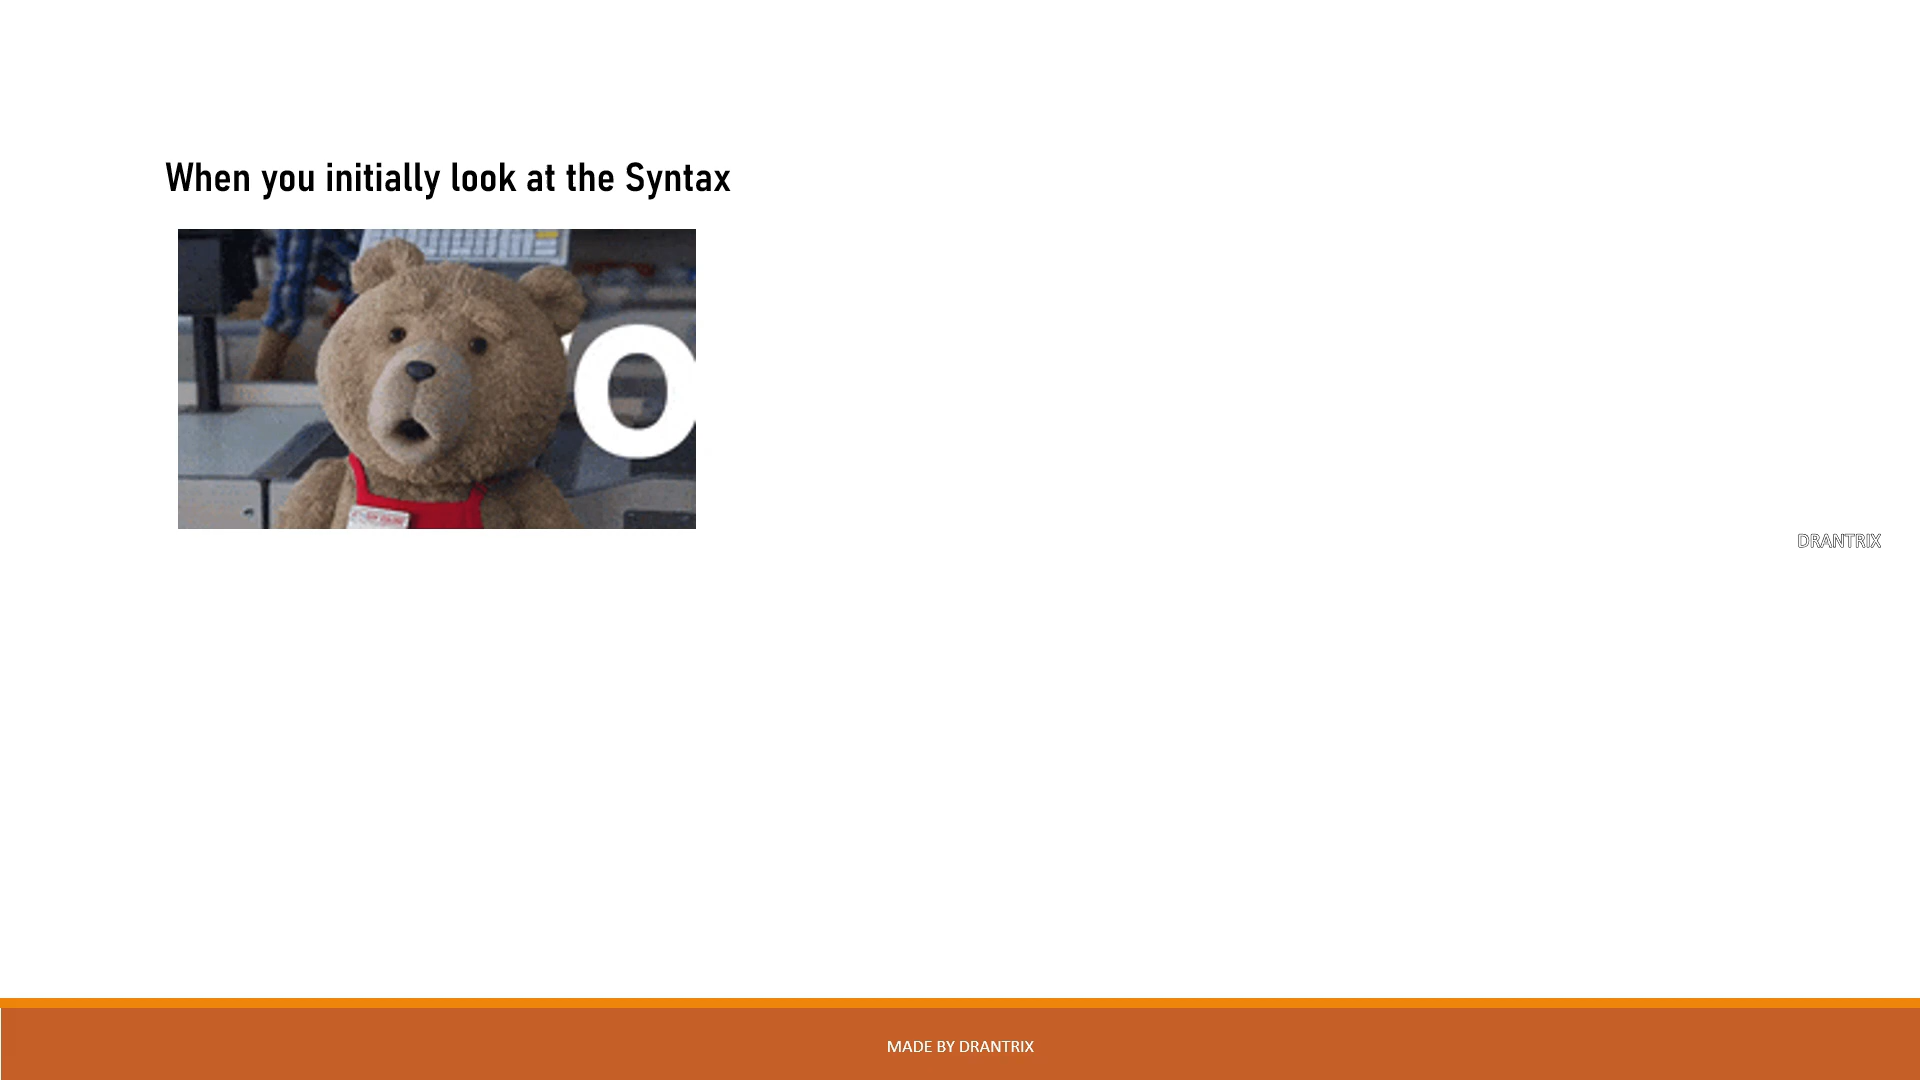 When you initially look at the Syntax
O
DRANTRIX
MADE BY DRANTRIX